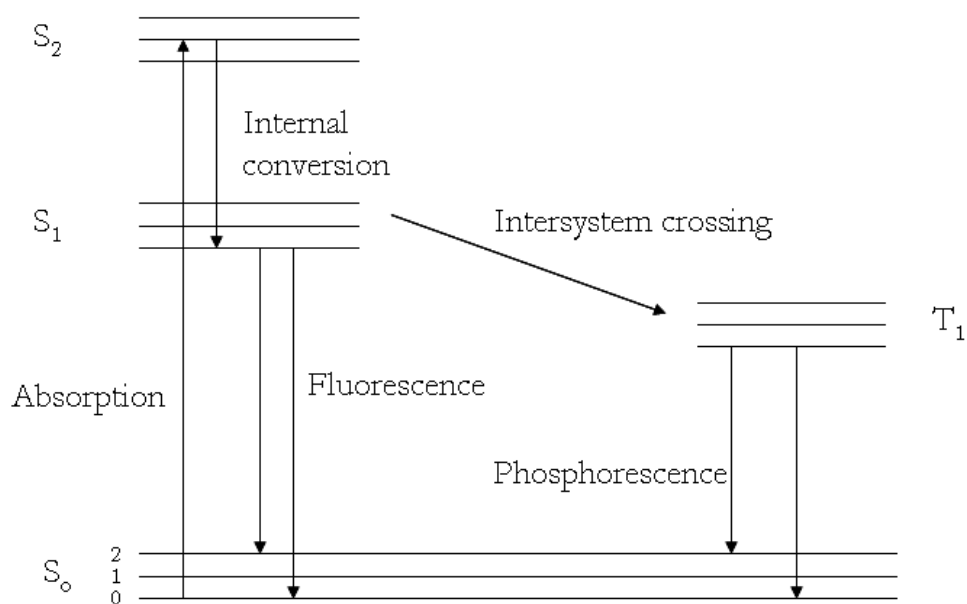 S2
Internal
conversion
S1
Intersystem crossing
T1
Absorption
Fluorescence
Phosphorescence
So
2
1
0